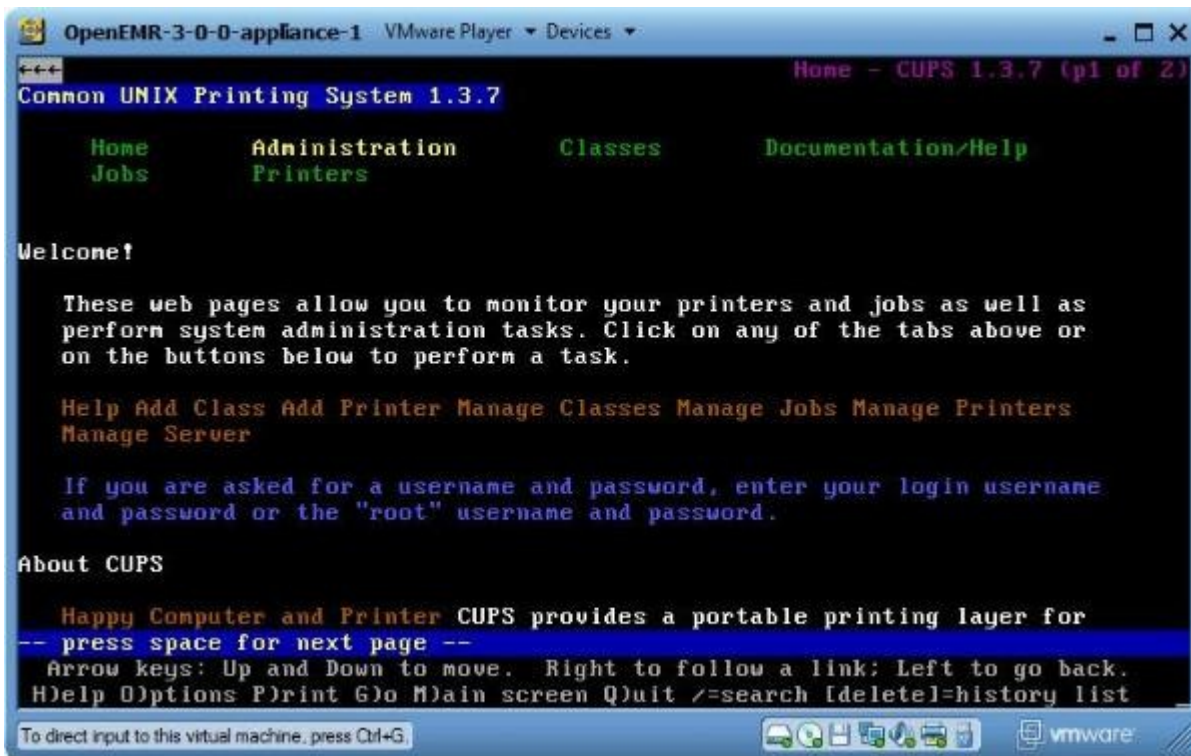 OpenEMR-3-0-0-appliance-1 VMware Player ▾ Devices ▾
←←← Home - CUPS 1.3.7 (p1 of 2)
Common UNIX Printing System 1.3.7
Home Administration Classes Documentation/Help
Jobs Printers
Welcome!
These web pages allow you to monitor your printers and jobs as well as
perform system administration tasks. Click on any of the tabs above or
on the buttons below to perform a task.
Help Add Class Add Printer Manage Classes Manage Jobs Manage Printers
Manage Server
If you are asked for a username and password, enter your login username
and password or the "root" username and password.
About CUPS
Happy Computer and Printer CUPS provides a portable printing layer for
-- press space for next page --
Arrow keys: Up and Down to move. Right to follow a link; Left to go back.
H)elp O)ptions P)rint G)o M)ain screen Q)uit /=search [delete]=history list
To direct input to this virtual machine, press Ctrl+G. vmware